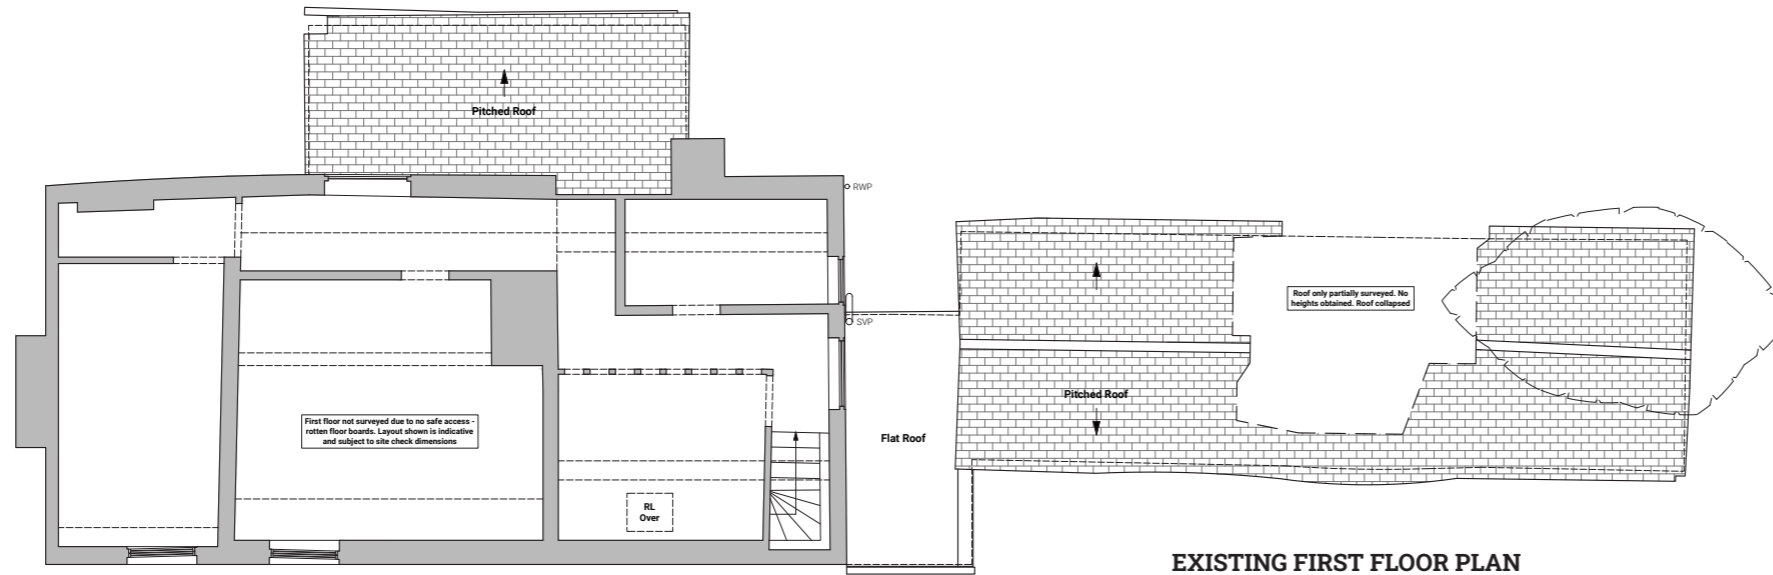 Pitched Roof
RWP
Roof only partially surveyed. No
heights obtained. Roof collapsed
SVP
Pitched Roof
First floor not surveyed due to no safe access -
rotten floor boards. Layout shown is indicative
and subject to site check dimensions
Flat Roof
RL
Over
EXISTING FIRST FLOOR PLAN